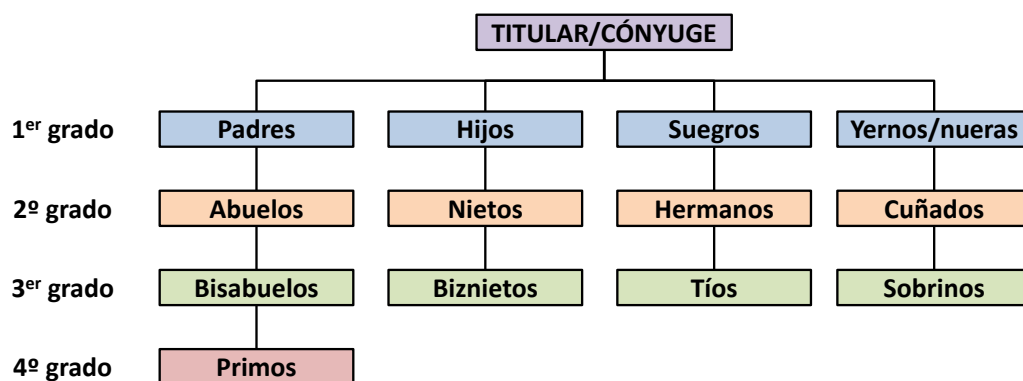 TITULAR/CÓNYUGE
1er grado Padres Hijos Suegros Yernos/nueras
2º grado Abuelos Nietos Hermanos Cuñados
3er grado Bisabuelos Biznietos Tíos Sobrinos
4º grado Primos